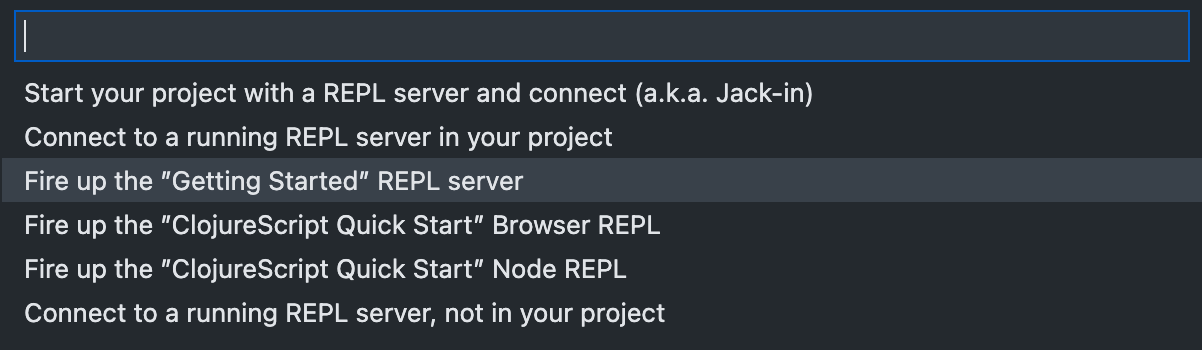 Start your project with a REPL server and connect (a.k.a. Jack-in)
Connect to a running REPL server in your project
Fire up the ”Getting Started” REPL server
Fire up the ”ClojureScript Quick Start” Browser REPL
Fire up the ”ClojureScript Quick Start” Node REPL
Connect to a running REPL server, not in your project